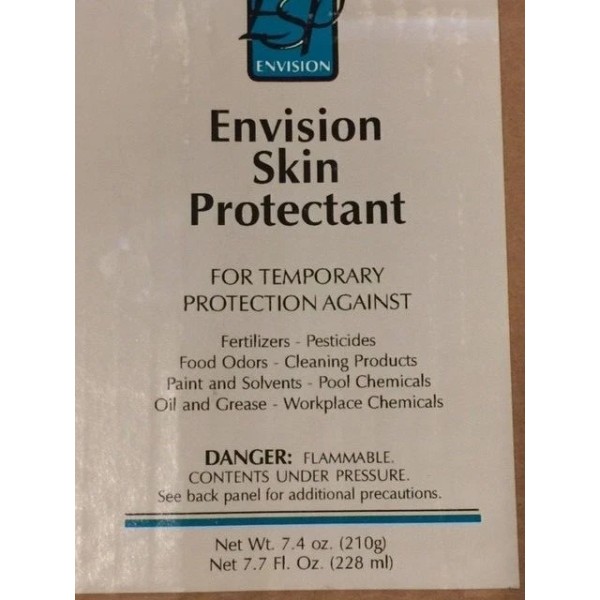 ESP
ENVISION
Envision
Skin
Protectant
FOR TEMPORARY
PROTECTION AGAINST
Fertilizers - Pesticides
Food Odors - Cleaning Products
Paint and Solvents - Pool Chemicals
Oil and Grease - Workplace Chemicals
DANGER: FLAMMABLE.
CONTENTS UNDER PRESSURE.
See back panel for additional precautions.
Net Wt. 7.4 oz. (210g)
Net 7.7 Fl. Oz. (228 ml)